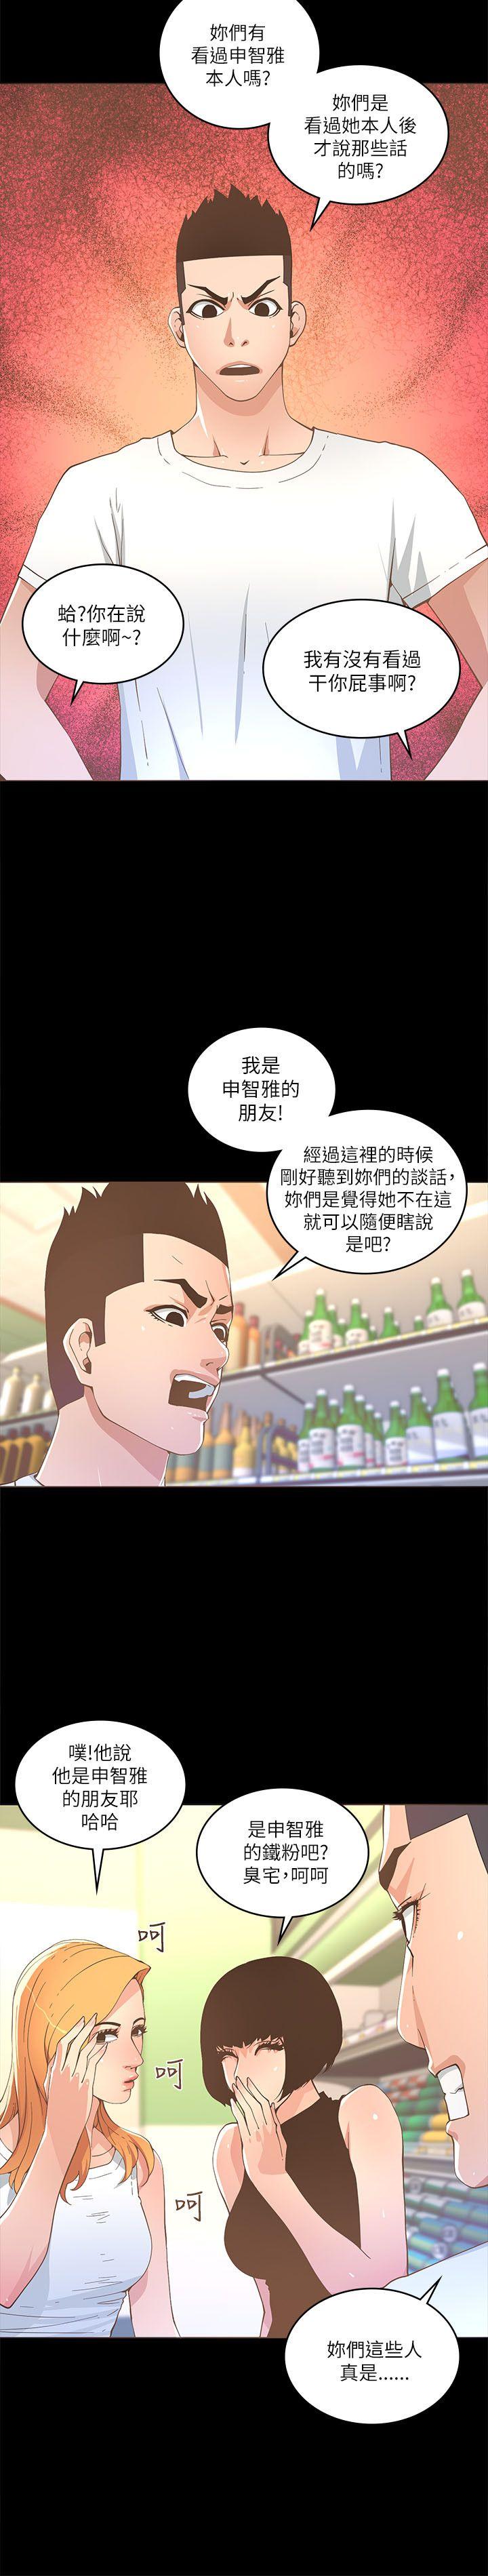 妳們有
看過申智雅
本人嗎?
妳們是
看過她本人後
才說那些話
的嗎?
蛤?你在說
什麼啊~?
我有沒有看過
干你屁事啊?
我是
申智雅的
朋友!
經過這裡的時候
剛好聽到妳們的談話,
妳們是覺得她不在這
就可以隨便瞎說
是吧?
噗!他說
他是申智雅
的朋友耶
哈哈
是申智雅
的鐵粉吧?
臭宅,呵呵
呵
呵
呵
妳們這些人
真是......